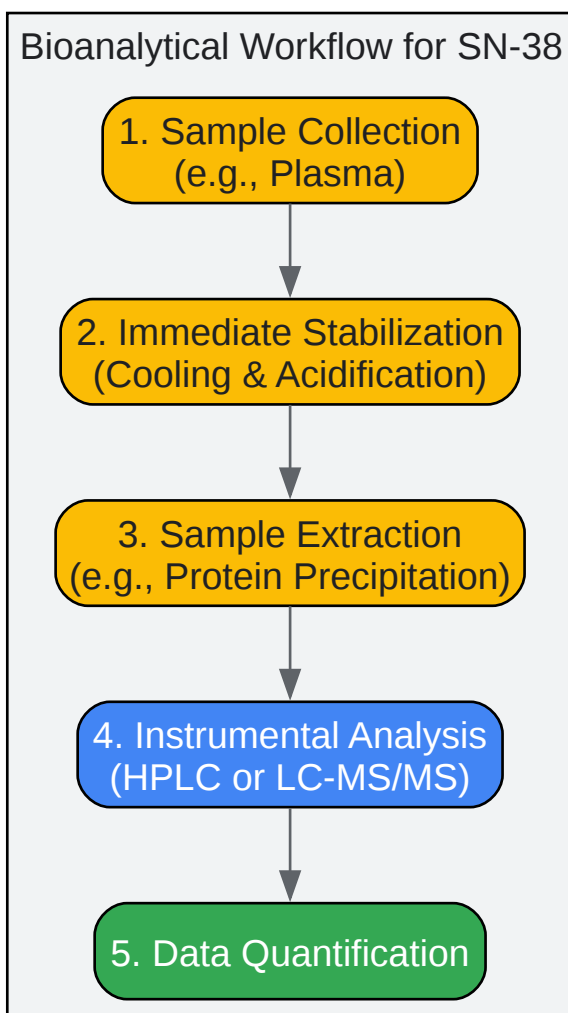 Bioanalytical Workflow for SN-38
1. Sample Collection
(e.g., Plasma)
2. Immediate Stabilization
(Cooling & Acidification)
3. Sample Extraction
(e.g., Protein Precipitation)
4. Instrumental Analysis
(HPLC or LC-MS/MS)
5. Data Quantification